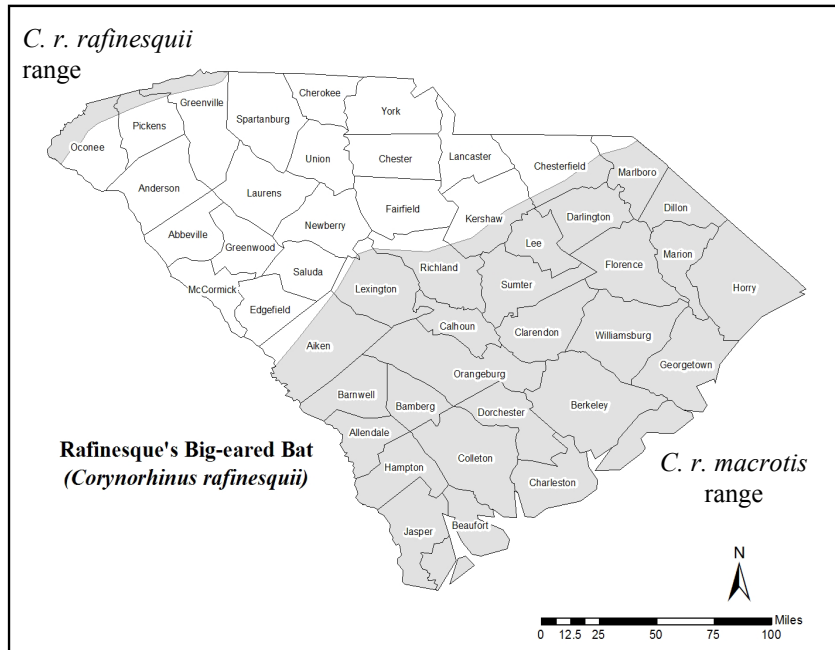 C. r. rafinesquii
range
Cherokee
York
Greenville
Spartanburg
Pickens
Oconee
Union
Chester
Lancaster
Chesterfield
Marlboro
Anderson
Laurens
Fairfield
Kershaw
Darlington
Dillon
Newberry
Abbeville
Greenwood
Lee
Marion
Richland
Florence
Saluda
Sumter
McCormick
Lexington
Horry
Edgefield
Calhoun
Clarendon
Williamsburg
Aiken
Georgetown
Orangeburg
Barnwell
Bamberg
Berkeley
Dorchester
Allendale
Rafinesque's Big-eared Bat
(Corynorhinus rafinesquii)
Colleton
Hampton
C. r. macrotis
range
Charleston
Beaufort
Jasper
N
Miles
0 12.5 25 50 75 100